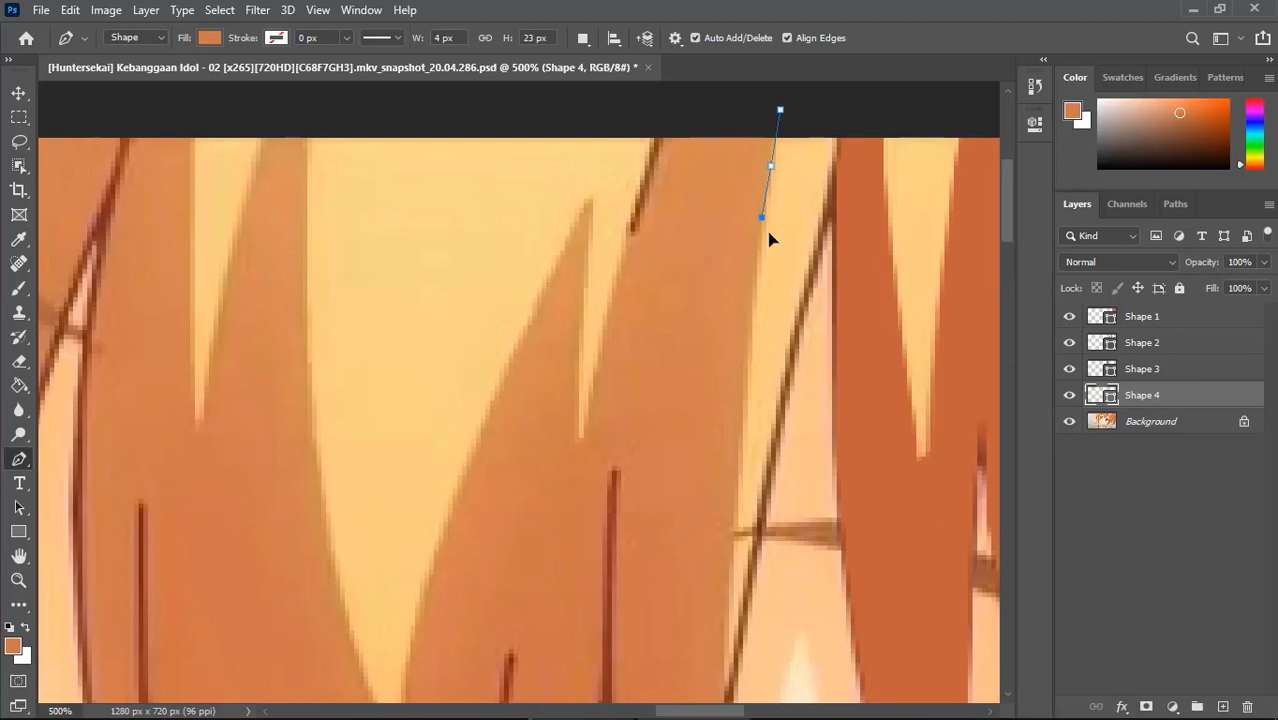 Ps File Edit Image Layer Type Select Filter 3D View Window Help
Shape Fill: Stroke: 0 px W: 4 px H: 23 px Auto Add/Delete Align Edges
[Huntersekai] Kebanggaan Idol - 02 [x265][720HD][C68F7GH3].mkv_snapshot_20.04.286.psd @ 500% (Shape 4, RGB/8#) *
Color Swatches Gradients Patterns
Layers Channels Paths
Kind
Normal Opacity: 100%
Lock: Fill: 100%
Shape 1
Shape 2
Shape 3
Shape 4
Background
500% 1280 px x 720 px (96 ppi)